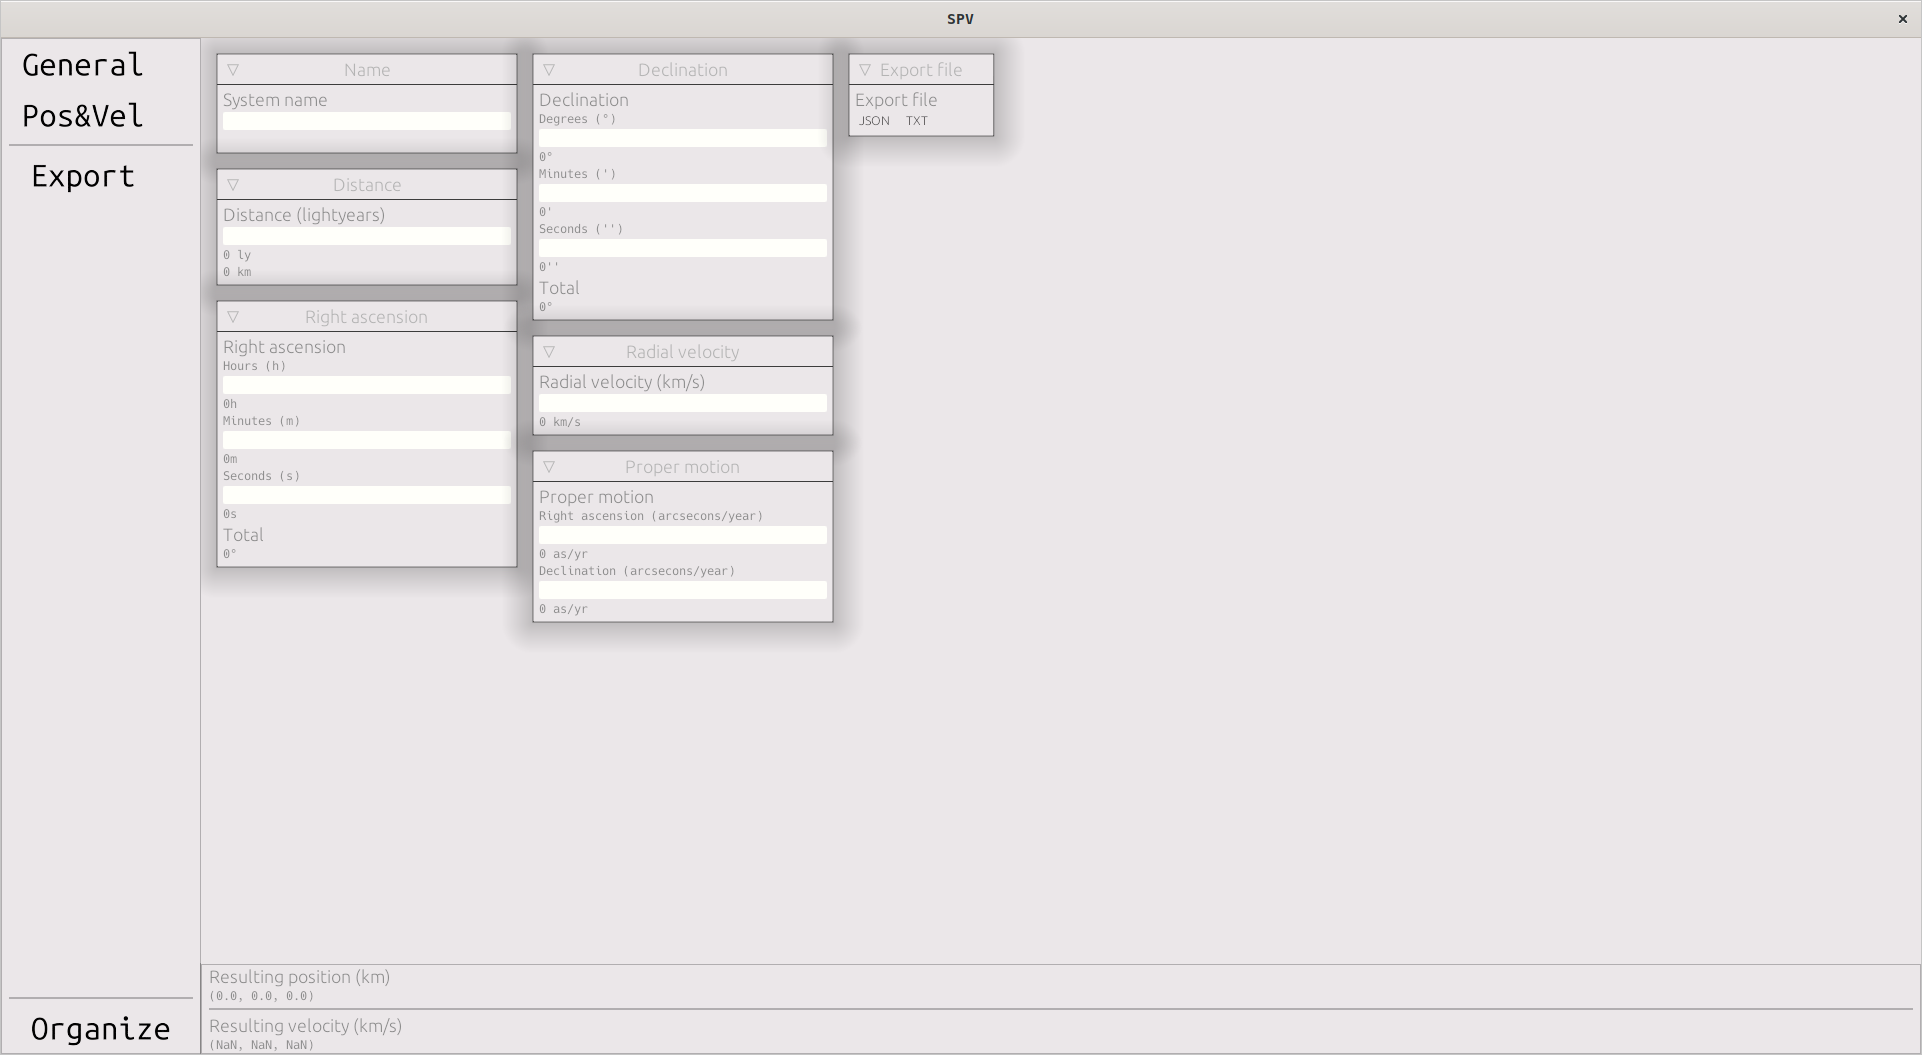 SPV
×
General
Pos&Vel
Export
Organize
▽ Name
System name
▽ Distance
Distance (lightyears)
0 ly
0 km
▽ Right ascension
Right ascension
Hours (h)
0h
Minutes (m)
0m
Seconds (s)
0s
Total
0°
▽ Declination
Declination
Degrees (°)
0°
Minutes (')
0'
Seconds ('')
0''
Total
0°
▽ Radial velocity
Radial velocity (km/s)
0 km/s
▽ Proper motion
Proper motion
Right ascension (arcsecons/year)
0 as/yr
Declination (arcsecons/year)
0 as/yr
▽ Export file
Export file
JSON TXT
Resulting position (km)
(0.0, 0.0, 0.0)
Resulting velocity (km/s)
(NaN, NaN, NaN)